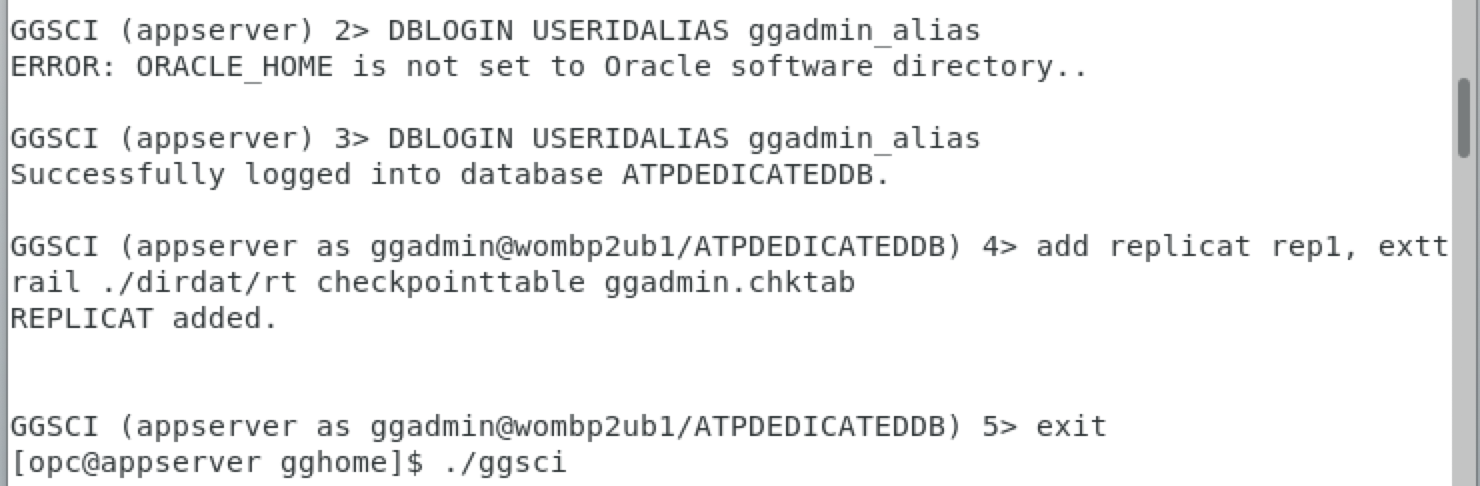 GGSCI (appserver) 2> DBLOGIN USERIDALIAS ggadmin_alias
ERROR: ORACLE_HOME is not set to Oracle software directory..
GGSCI (appserver) 3> DBLOGIN USERIDALIAS ggadmin_alias
Successfully logged into database ATPDEDICATEDDB.
GGSCI (appserver as ggadmin@wombp2ub1/ATPDEDICATEDDB) 4> add replicat rep1, extt
rail ./dirdat/rt checkpointtable ggadmin.chktab
REPLICAT added.
GGSCI (appserver as ggadmin@wombp2ub1/ATPDEDICATEDDB) 5> exit
[opc@appserver gghome]$ ./ggsci